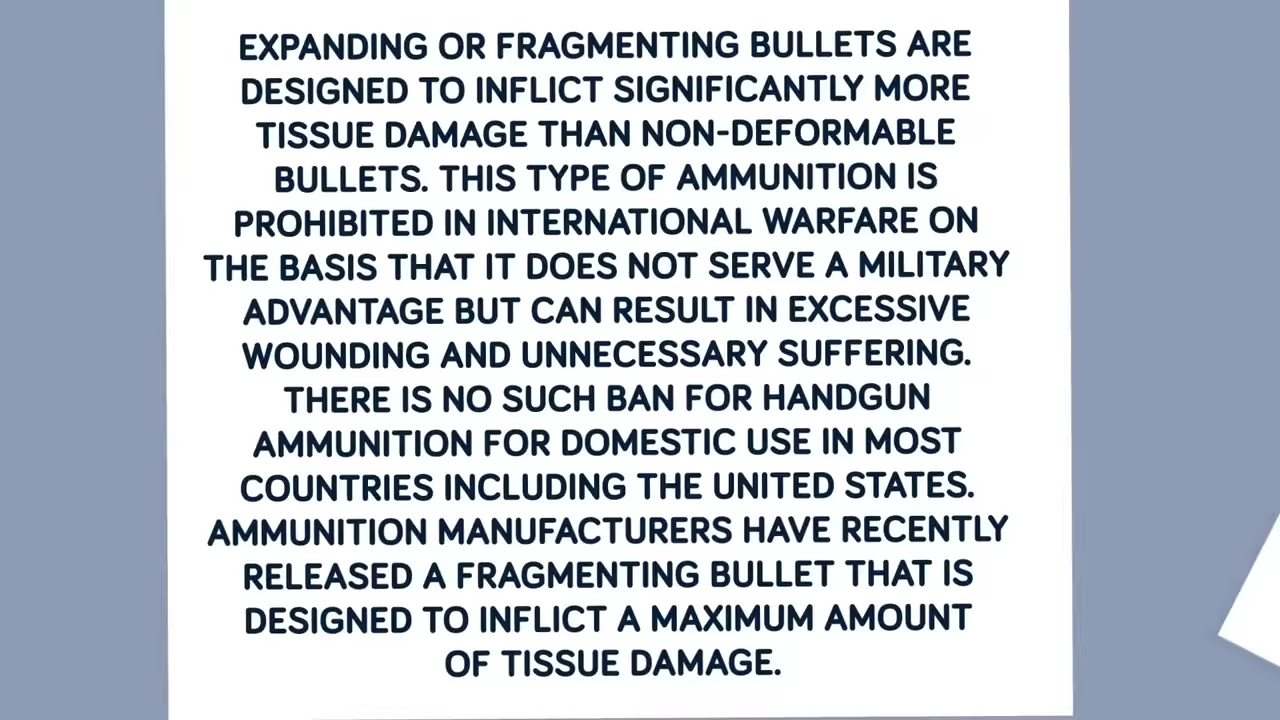 EXPANDING OR FRAGMENTING BULLETS ARE
DESIGNED TO INFLICT SIGNIFICANTLY MORE
TISSUE DAMAGE THAN NON-DEFORMABLE
BULLETS. THIS TYPE OF AMMUNITION IS
PROHIBITED IN INTERNATIONAL WARFARE ON
THE BASIS THAT IT DOES NOT SERVE A MILITARY
ADVANTAGE BUT CAN RESULT IN EXCESSIVE
WOUNDING AND UNNECESSARY SUFFERING.
THERE IS NO SUCH BAN FOR HANDGUN
AMMUNITION FOR DOMESTIC USE IN MOST
COUNTRIES INCLUDING THE UNITED STATES.
AMMUNITION MANUFACTURERS HAVE RECENTLY
RELEASED A FRAGMENTING BULLET THAT IS
DESIGNED TO INFLICT A MAXIMUM AMOUNT
OF TISSUE DAMAGE.